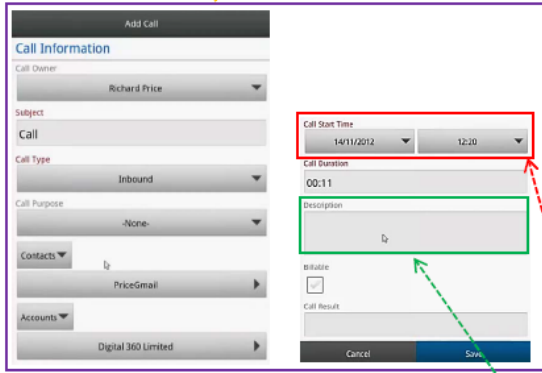 Add Call
Call Information
Call Owner
Richard Price
Subject
Call
Call Type
Inbound
Call Purpose
-None-
Contacts
PriceGmail
Accounts
Digital 360 Limited
Call Start Time
14/11/2012 12:20
Call Duration
00:11
Description
Billable
Call Result
Cancel Save